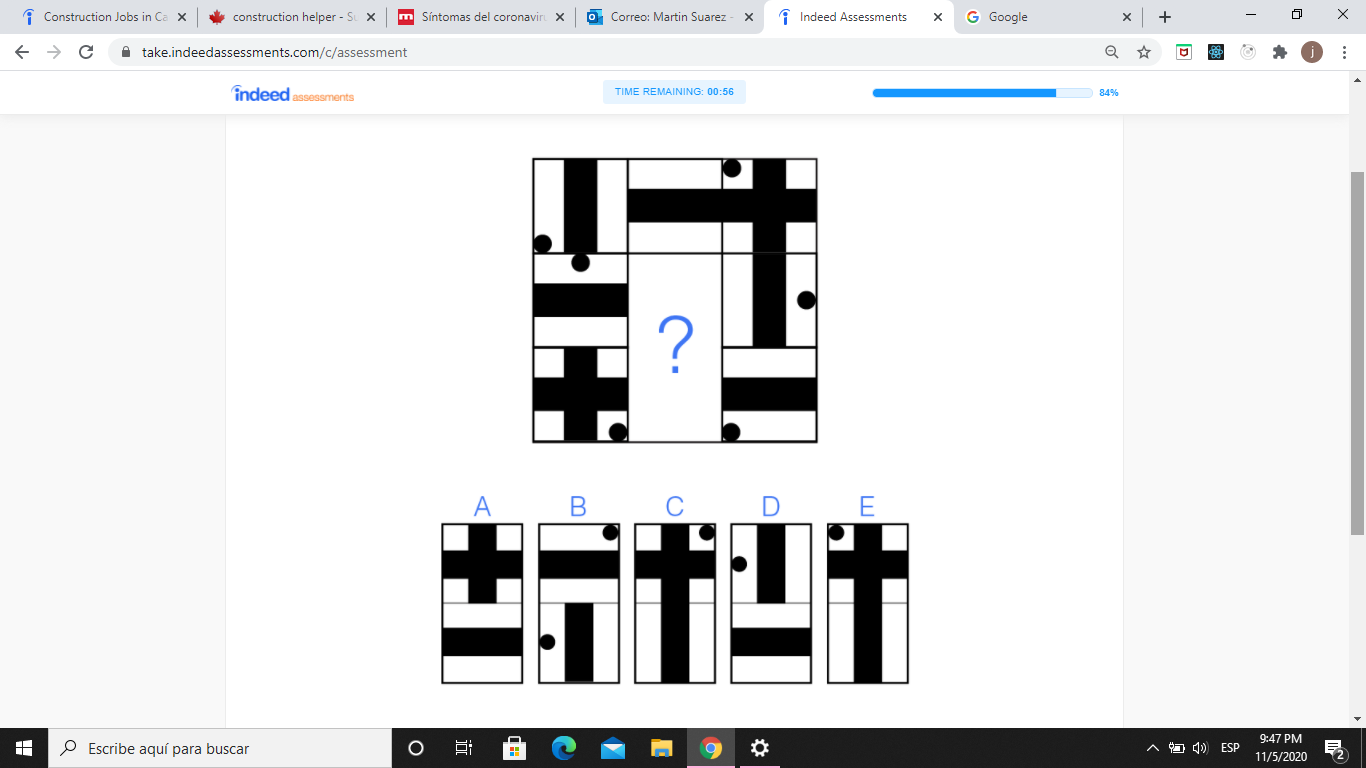 Construction Jobs in Ca
construction helper - Su
Síntomas del coronavirus
Correo: Martin Suarez -
Indeed Assessments
Google
take.indeedassessments.com/c/assessment
j
indeed assessments
TIME REMAINING: 00:56
84%
?
A B C D E
Escribe aquí para buscar
ESP
9:47 PM
11/5/2020
2